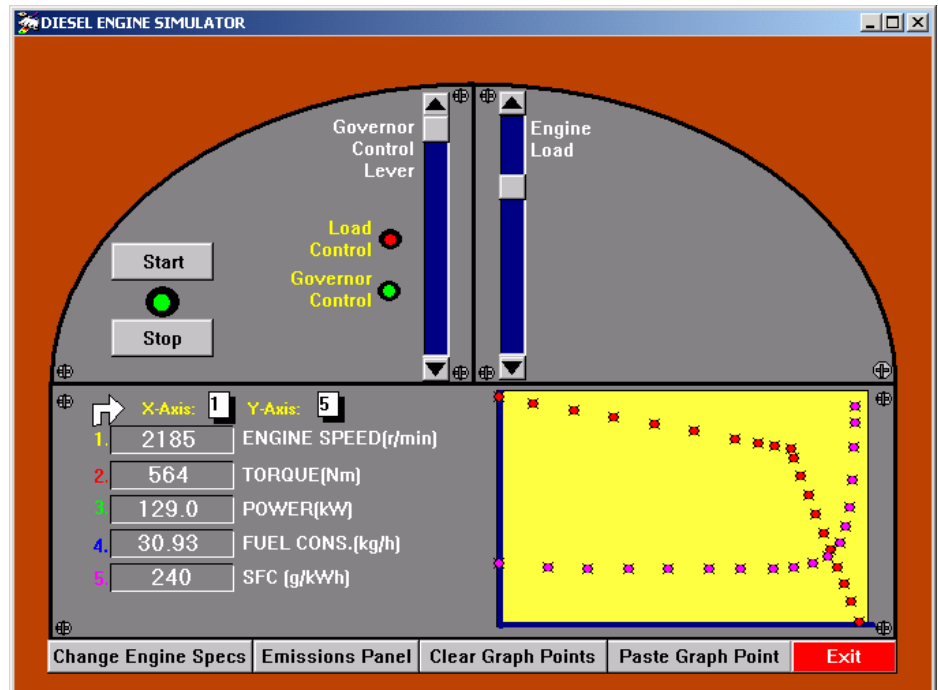 DIESEL ENGINE SIMULATOR
Governor
Control
Lever
Engine
Load
Load
Control
Governor
Control
Start
Stop
X-Axis: 1 Y-Axis: 5
1. 2185 ENGINE SPEED(r/min)
2. 564 TORQUE(Nm)
3. 129.0 POWER(kW)
4. 30.93 FUEL CONS.(kg/h)
5. 240 SFC (g/kWh)
Change Engine Specs Emissions Panel Clear Graph Points Paste Graph Point Exit